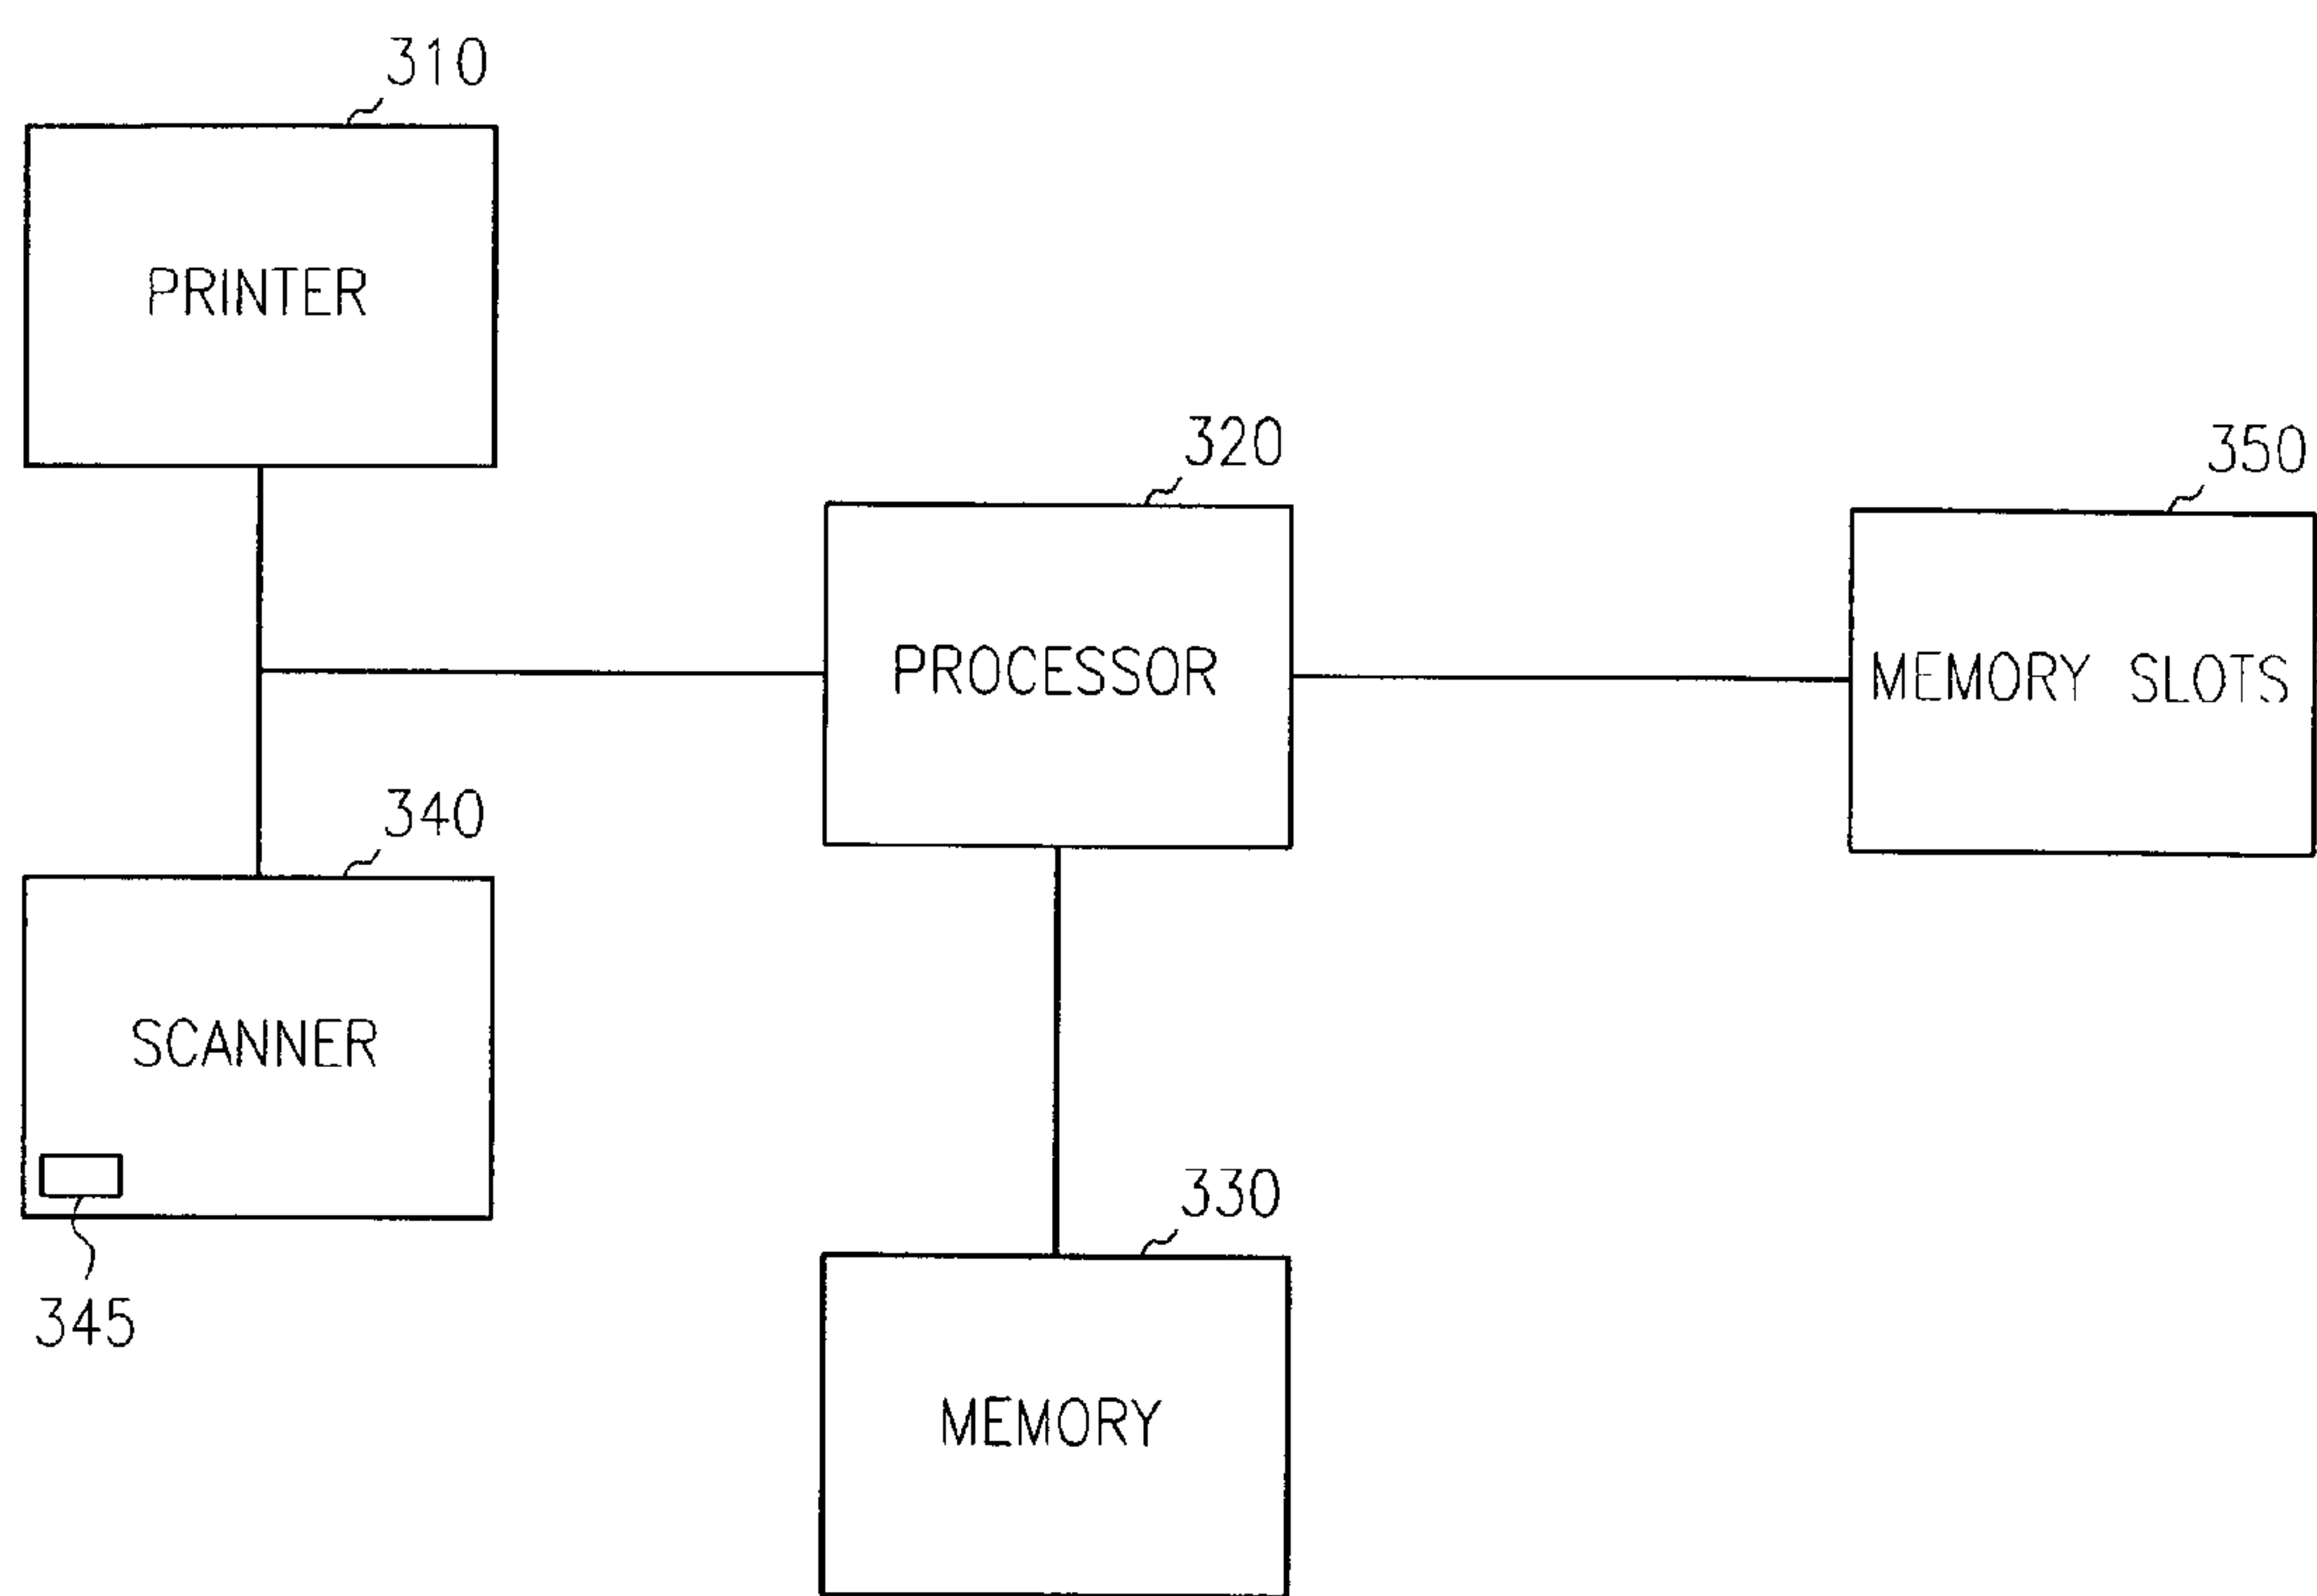 310
PRINTER
320
350
PROCESSOR
MEMORY SLOTS
340
SCANNER
330
345
MEMORY